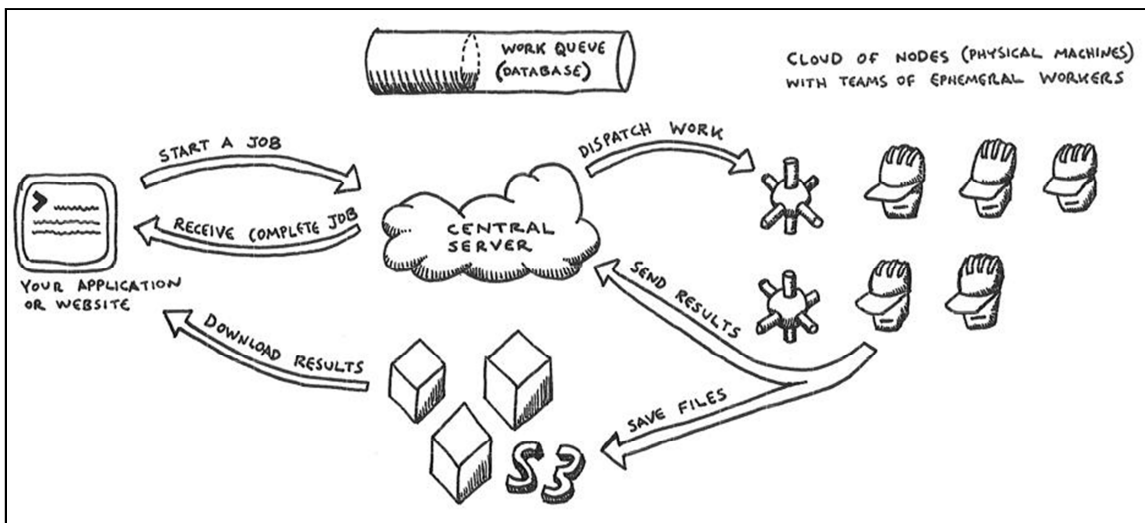 WORK QUEUE
(DATABASE)
CLOUD OF NODES (PHYSICAL MACHINES)
WITH TEAMS OF EPHEMERAL WORKERS
START A JOB
DISPATCH WORK
RECEIVE COMPLETE JOB
CENTRAL
SERVER
YOUR APPLICATION
OR WEBSITE
SEND RESULTS
DOWNLOAD RESULTS
SAVE FILES
S3